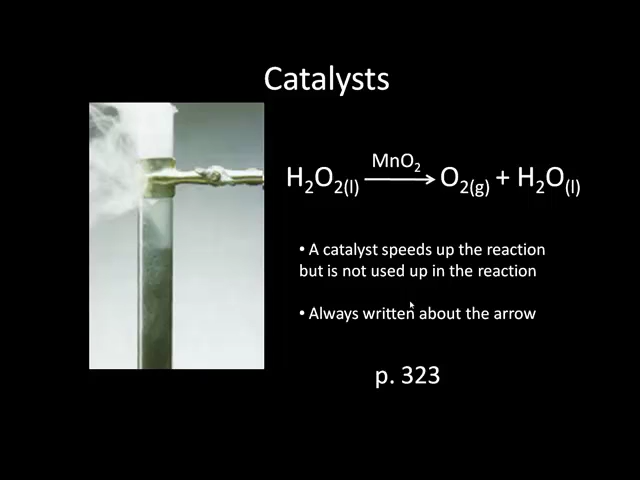 Catalysts
MnO₂
H₂O₂₍ₗ₎ ⟶ O₂₍g₎ + H₂O₍ₗ₎
• A catalyst speeds up the reaction
but is not used up in the reaction
• Always written about the arrow
p. 323